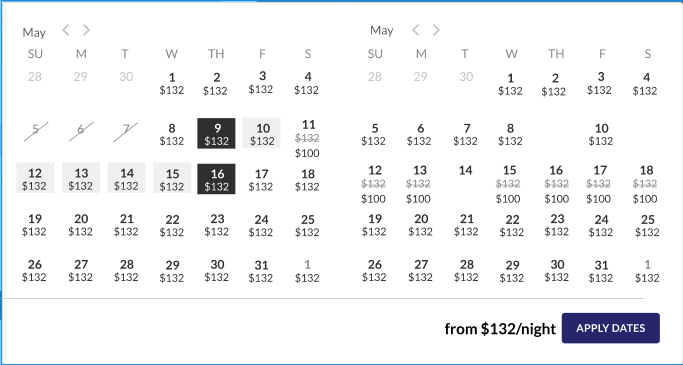 May < >
SU M T W TH F S
28 29 30 1 2 3 4
$132 $132 $132 $132
5 6 7 8 9 10 11
$132 $132 $132 $132
$100
12 13 14 15 16 17 18
$132 $132 $132 $132 $132 $132 $132
19 20 21 22 23 24 25
$132 $132 $132 $132 $132 $132 $132
26 27 28 29 30 31 1
$132 $132 $132 $132 $132 $132 $132
May < >
SU M T W TH F S
28 29 30 1 2 3 4
$132 $132 $132 $132
5 6 7 8 10
$132 $132 $132 $132 $132
12 13 14 15 16 17 18
$132 $132 $132 $132 $132 $132
$100 $100 $100 $100 $100 $100
19 20 21 22 23 24 25
$132 $132 $132 $132 $132 $132 $132
26 27 28 29 30 31 1
$132 $132 $132 $132 $132 $132 $132
from $132/night APPLY DATES